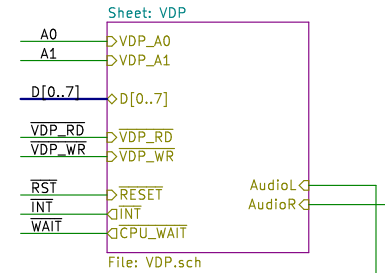 Sheet: VDP
A0 VDP_A0
A1 VDP_A1
D[0..7] D[0..7]
VDP_RD VDP_RD
VDP_WR VDP_WR
AudioL
RST RESET
AudioR
INT INT
WAIT CPU_WAIT
File: VDP.sch